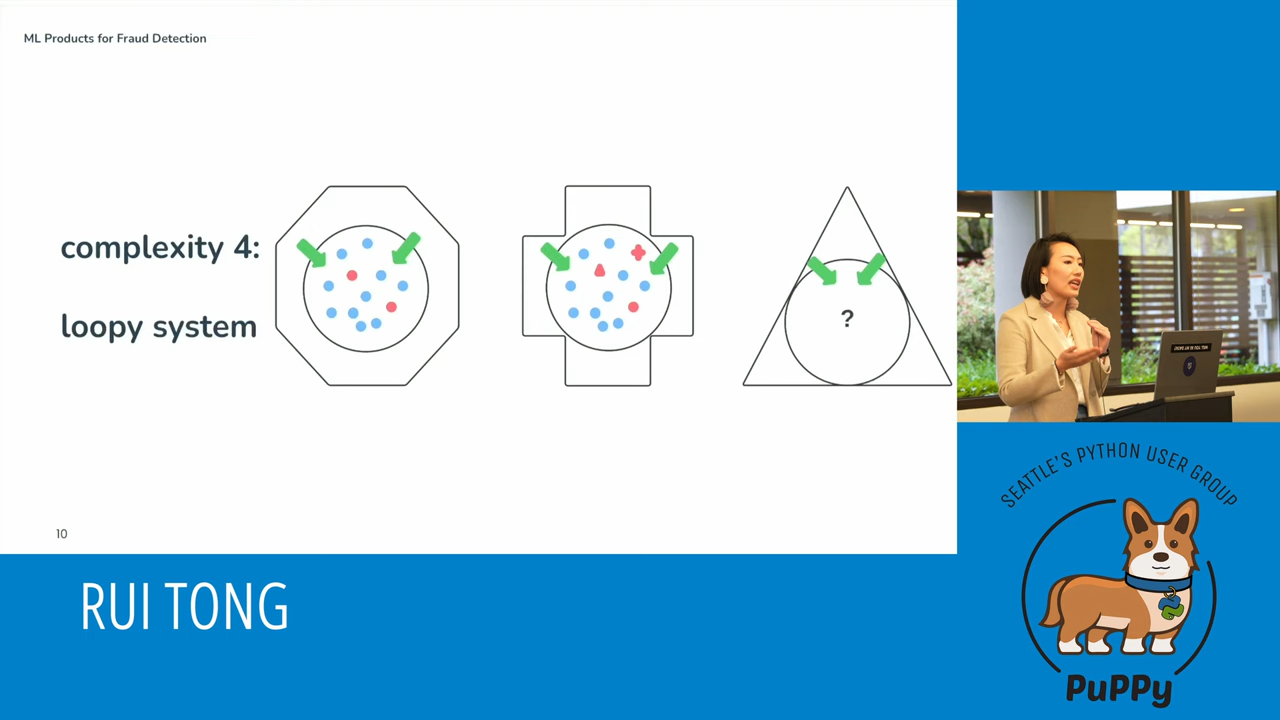 ML Products for Fraud Detection
complexity 4:
loopy system
?
10
RUI TONG
SEATTLE'S PYTHON USER GROUP
PuPPy